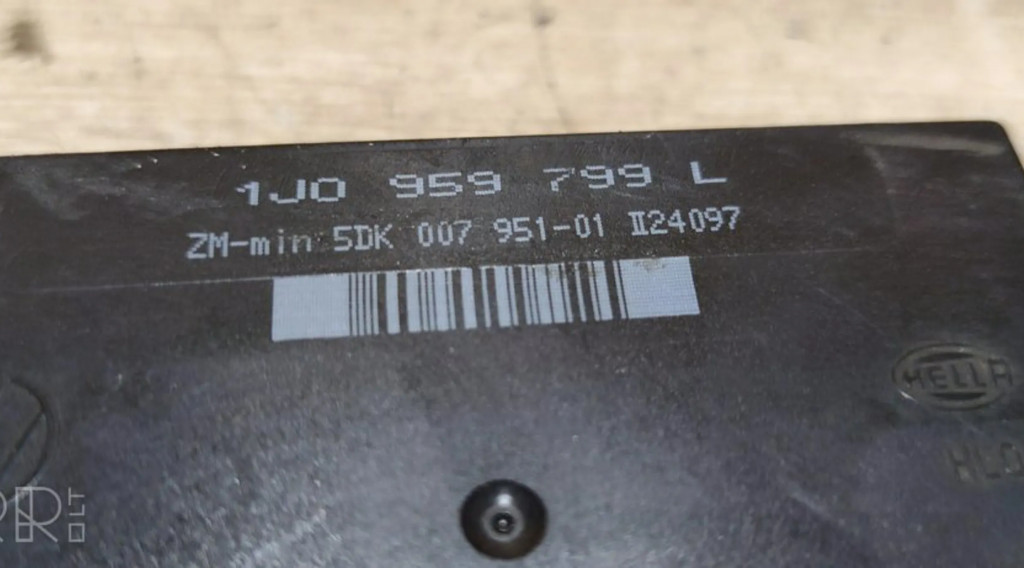 1J0 959 799 L
ZM-min 5DK 007 951-01 II24097
HELLA